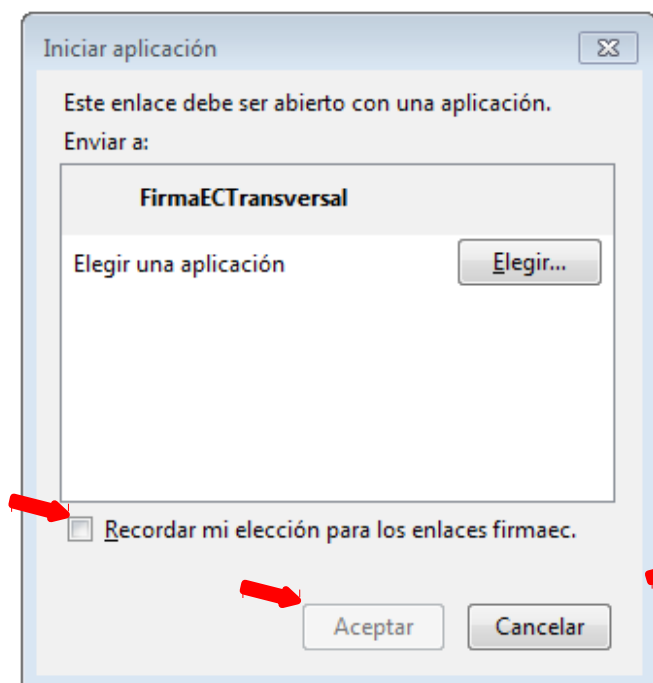 Iniciar aplicación
Este enlace debe ser abierto con una aplicación.
Enviar a:
FirmaECTransversal
Elegir una aplicación
Elegir...
Recordar mi elección para los enlaces firmaec.
Aceptar
Cancelar